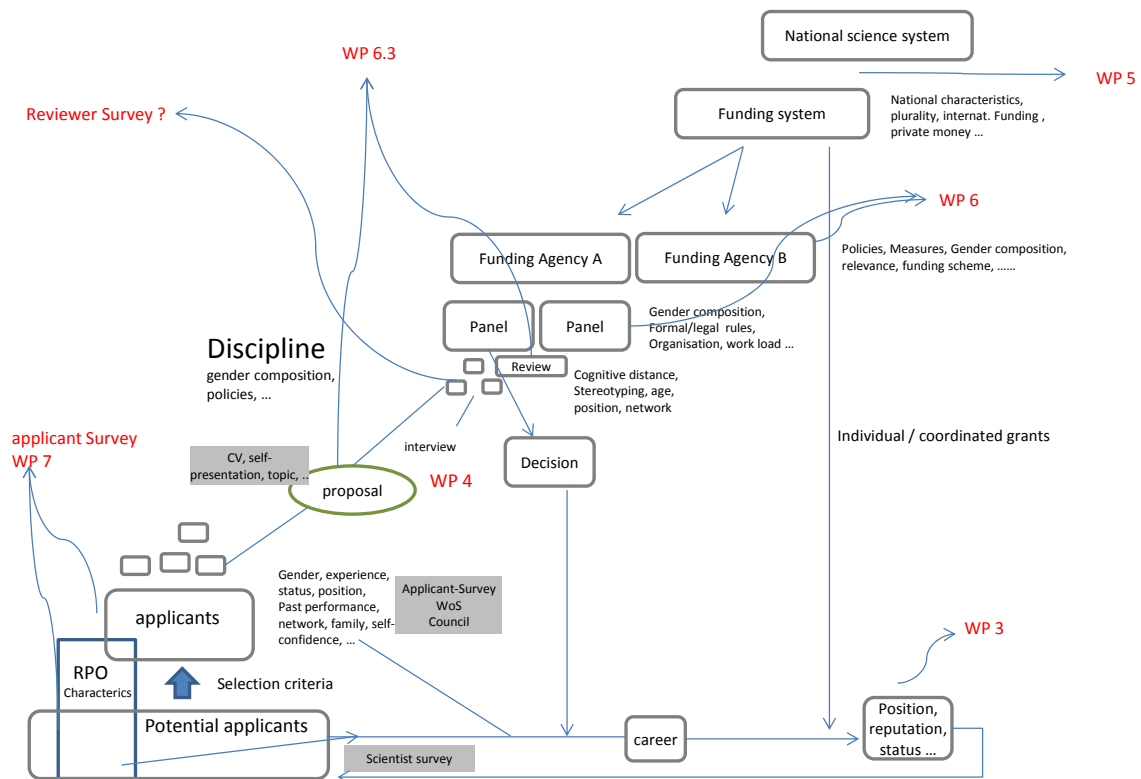 National science system
WP 6.3
WP 5
Reviewer Survey ?
Funding system
National characteristics,
plurality, internat. Funding ,
private money …
WP 6
Funding Agency A
Funding Agency B
Policies, Measures, Gender composition,
relevance, funding scheme, ……
Panel
Panel
Gender composition,
Formal/legal rules,
Organisation, work load …
Discipline
gender composition,
policies, …
Review
Cognitive distance,
Stereotyping, age,
position, network
interview
Individual / coordinated grants
applicant Survey
WP 7
CV, self-
presentation, topic, ..
proposal
WP 4
Decision
Gender, experience,
status, position,
Past performance,
network, family, self-
confidence, …
Applicant-Survey
WoS
Council
applicants
WP 3
RPO
Characterics
Selection criteria
Potential applicants
career
Position,
reputation,
status …
Scientist survey